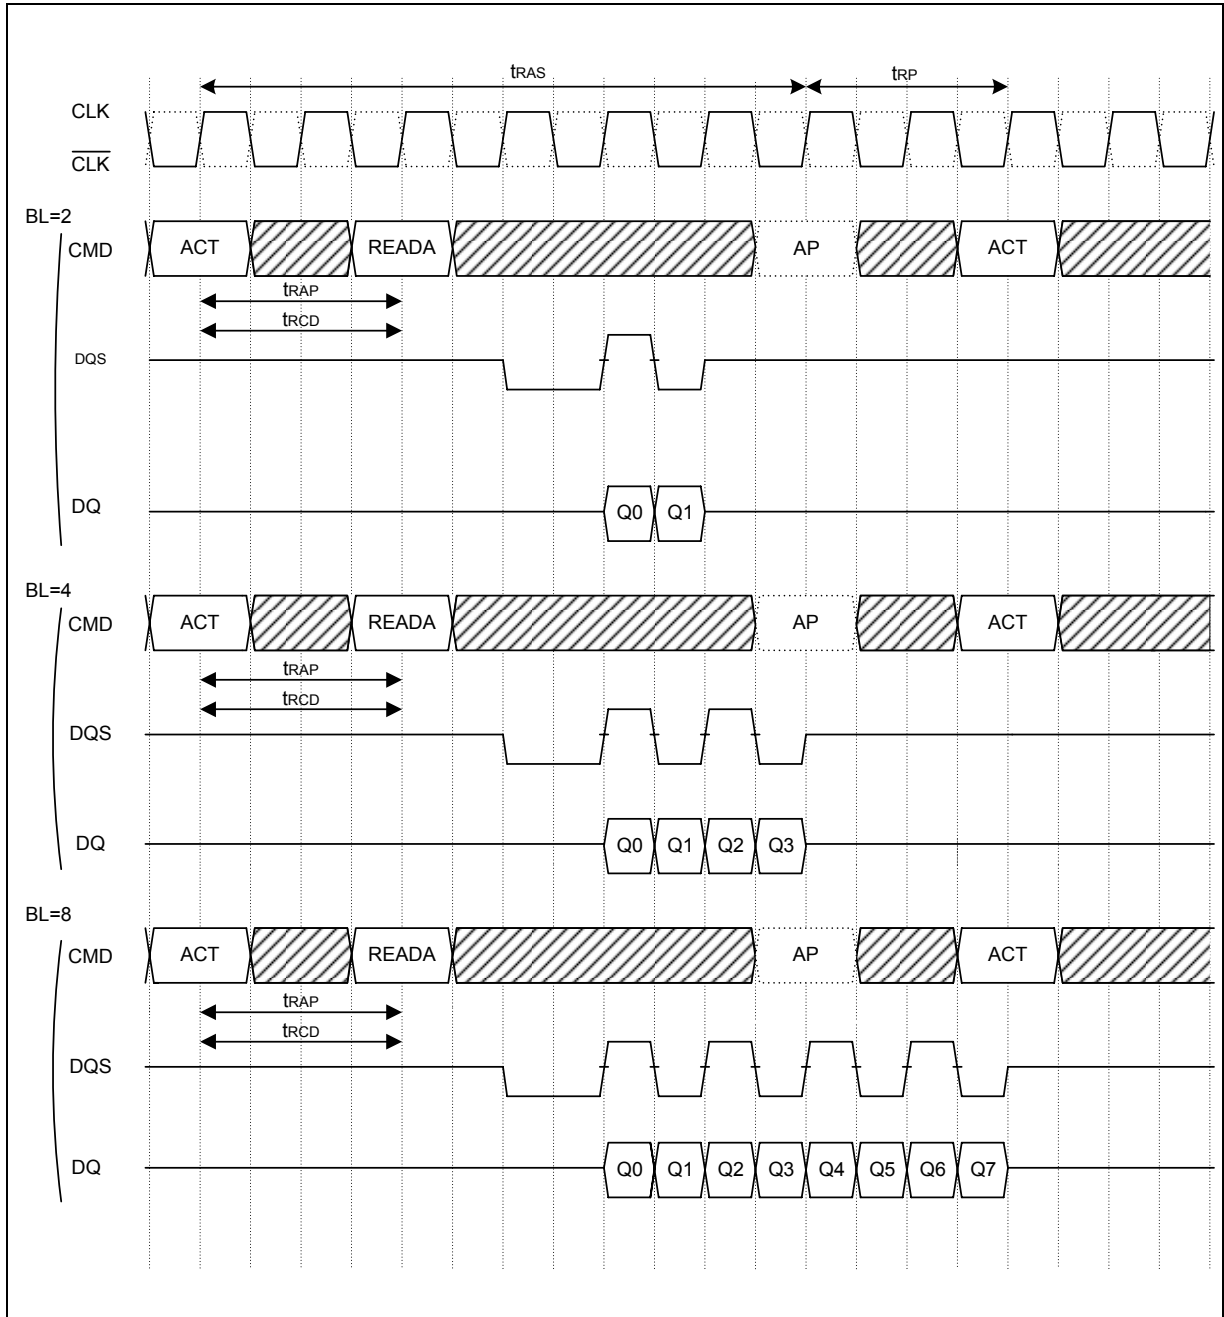 tRAS tRP
CLK
CLK
BL=2
CMD ACT READA AP ACT
tRAP
tRCD
DQS
DQ Q0 Q1
BL=4
CMD ACT READA AP ACT
tRAP
tRCD
DQS
DQ Q0 Q1 Q2 Q3
BL=8
CMD ACT READA AP ACT
tRAP
tRCD
DQS
DQ Q0 Q1 Q2 Q3 Q4 Q5 Q6 Q7